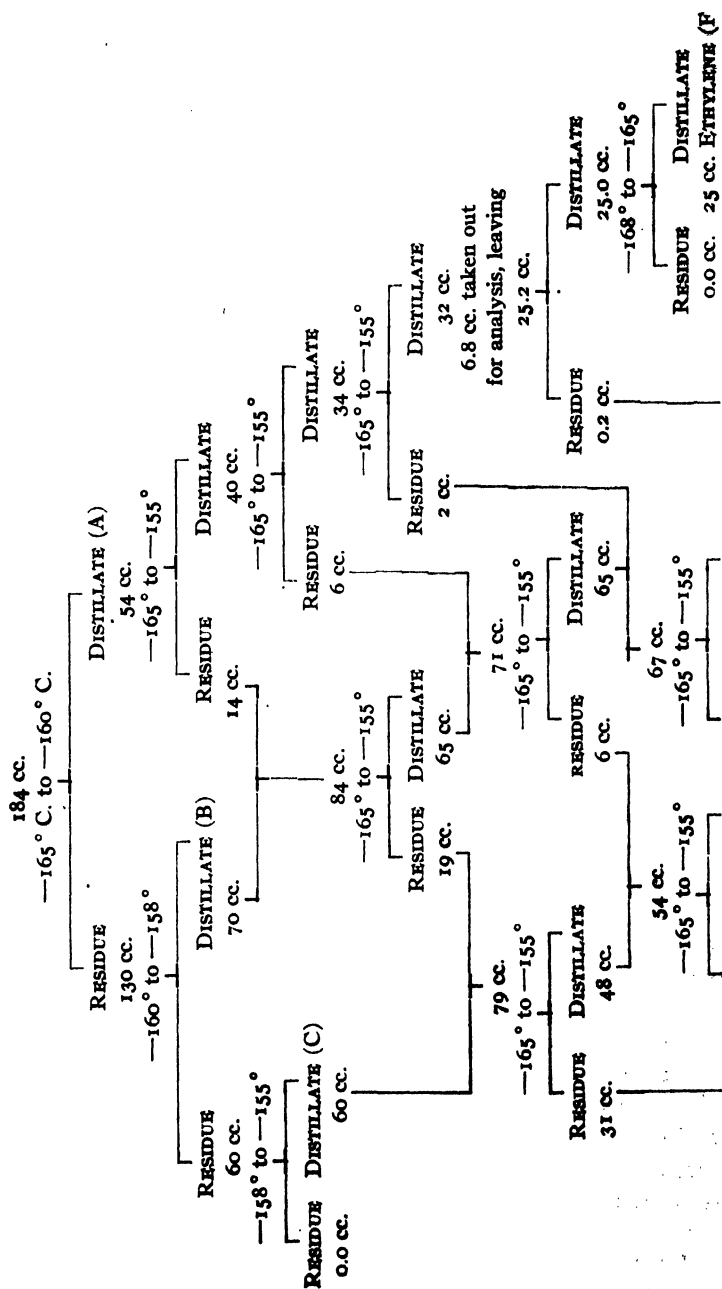 184 cc.
—165° C. to —160° C.
RESIDUE
130 cc.
—160° to —158°
DISTILLATE (A)
54 cc.
—165° to —155°
RESIDUE
60 cc.
—158° to —155°
DISTILLATE (B)
70 cc.
RESIDUE
14 cc.
DISTILLATE
40 cc.
—165° to —155°
RESIDUE
0.0 cc.
DISTILLATE (C)
60 cc.
84 cc.
—165° to —155°
RESIDUE
6 cc.
DISTILLATE
34 cc.
—165° to —155°
RESIDUE
19 cc.
DISTILLATE
65 cc.
RESIDUE
2 cc.
DISTILLATE
32 cc.
6.8 cc. taken out
for analysis, leaving
25.2 cc.
79 cc.
—165° to —155°
71 cc.
—165° to —155°
RESIDUE
31 cc.
DISTILLATE
48 cc.
RESIDUE
6 cc.
DISTILLATE
65 cc.
RESIDUE
0.2 cc.
DISTILLATE
25.0 cc.
—168° to —165°
54 cc.
—165° to —155°
67 cc.
—165° to —155°
RESIDUE
0.0 cc.
DISTILLATE
25 cc. ETHYLENE (F